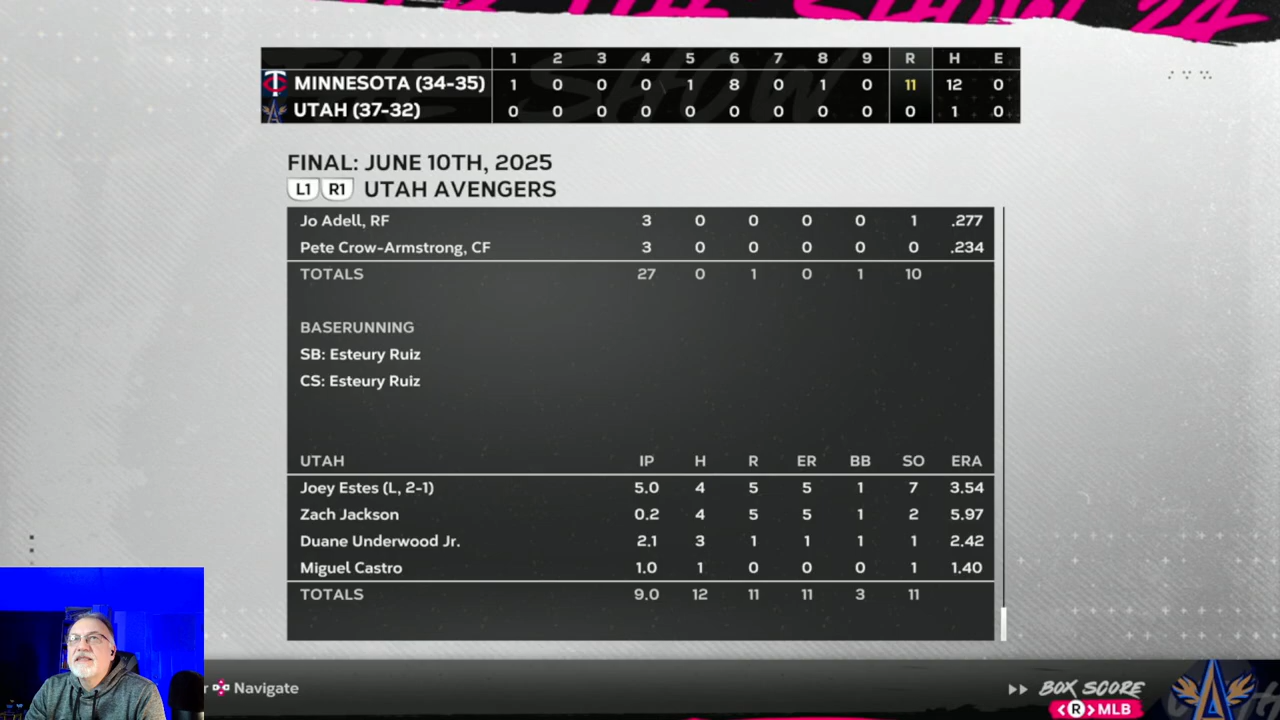 THE SHOW 24
1 2 3 4 5 6 7 8 9 R H E
MINNESOTA (34-35) 1 0 0 0 1 8 0 1 0 11 12 0
UTAH (37-32) 0 0 0 0 0 0 0 0 0 0 1 0
FINAL: JUNE 10TH, 2025
L1 R1 UTAH AVENGERS
Jo Adell, RF 3 0 0 0 0 1 .277
Pete Crow-Armstrong, CF 3 0 0 0 0 0 .234
TOTALS 27 0 1 0 1 10
BASERUNNING
SB: Esteury Ruiz
CS: Esteury Ruiz
UTAH IP H R ER BB SO ERA
Joey Estes (L, 2-1) 5.0 4 5 5 1 7 3.54
Zach Jackson 0.2 4 5 5 1 2 5.97
Duane Underwood Jr. 2.1 3 1 1 1 1 2.42
Miguel Castro 1.0 1 0 0 0 1 1.40
TOTALS 9.0 12 11 11 3 11
Navigate
BOX SCORE
R MLB